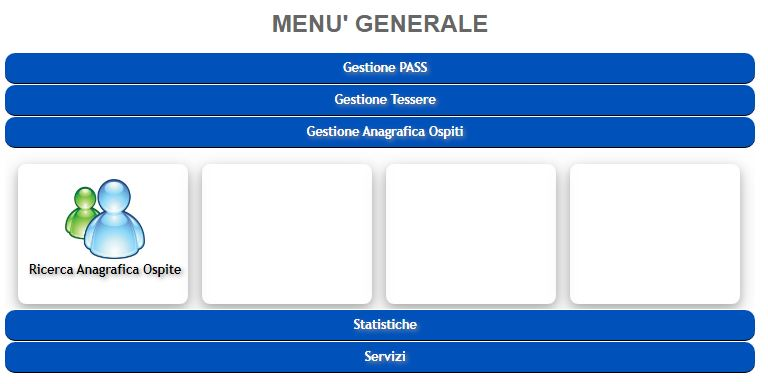 MENU' GENERALE
Gestione PASS
Gestione Tessere
Gestione Anagrafica Ospiti
Ricerca Anagrafica Ospite
Statistiche
Servizi